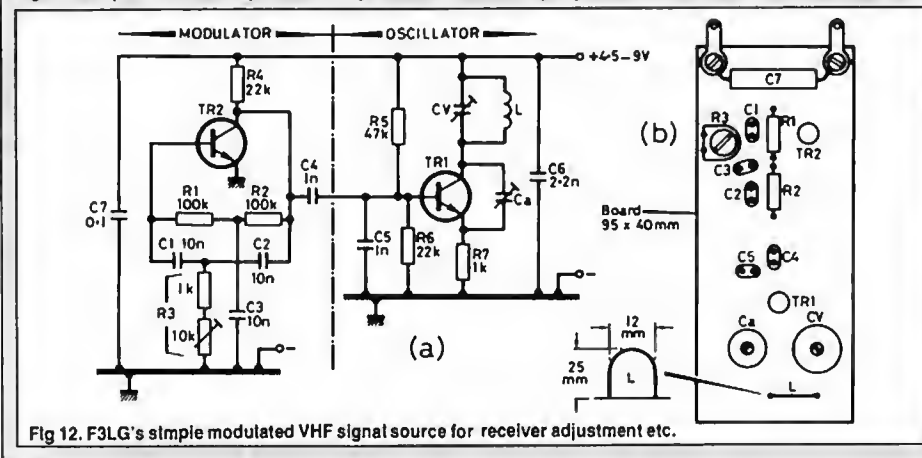 MODULATOR
OSCILLATOR
+4·5–9V
R4
22k
TR2
R5
47k
CV
L
C4
1n
TR1
C6
2·2n
Ca
C7
0·1
R1
100k
R2
100k
C1 10n
C2
10n
C5
1n
R6
22k
R7
1k
1k
R3
10k
C3
10n
-
-
(a)
12
mm
25
mm
L
(b)
C7
R3
C1
R1
TR2
C3
C2
R2
Board
95 x 40mm
C5
C4
TR1
Ca
CV
L
Fig 12. F3LG's simple modulated VHF signal source for receiver adjustment etc.